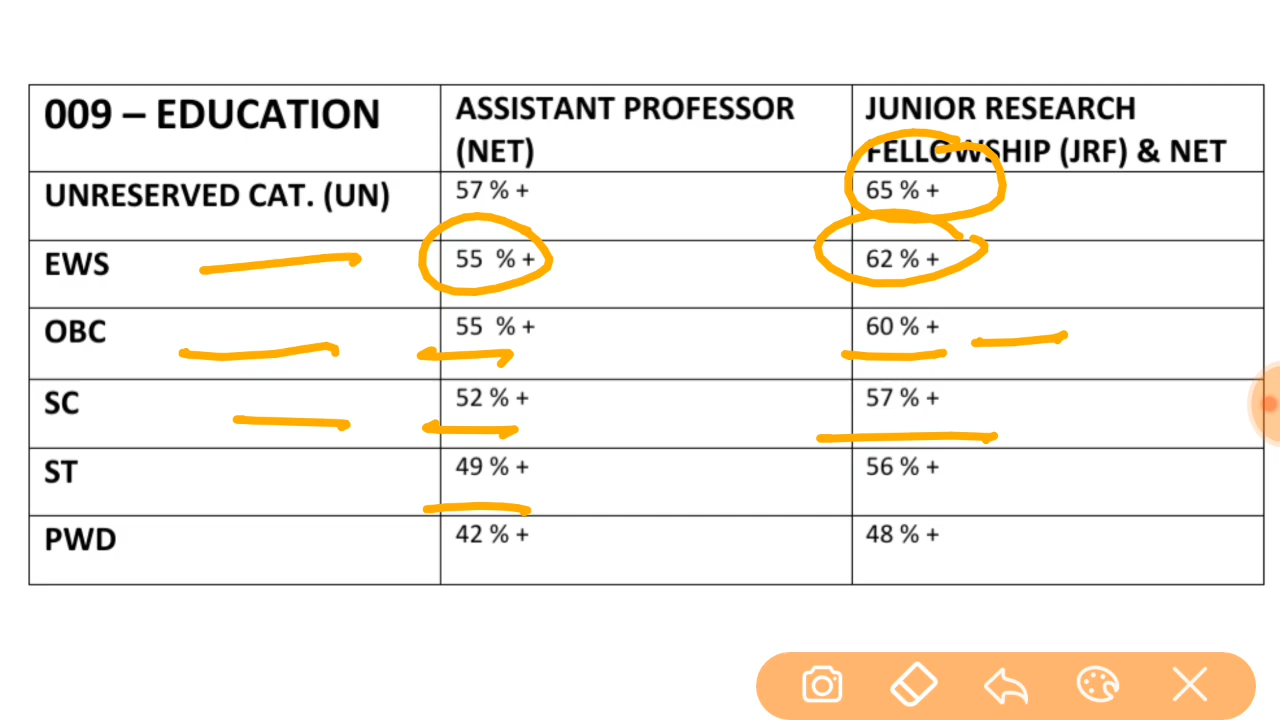 009 – EDUCATION
ASSISTANT PROFESSOR
(NET)
JUNIOR RESEARCH
FELLOWSHIP (JRF) & NET
UNRESERVED CAT. (UN)
57 % +
65 % +
EWS
55 % +
62 % +
OBC
55 % +
60 % +
SC
52 % +
57 % +
ST
49 % +
56 % +
PWD
42 % +
48 % +